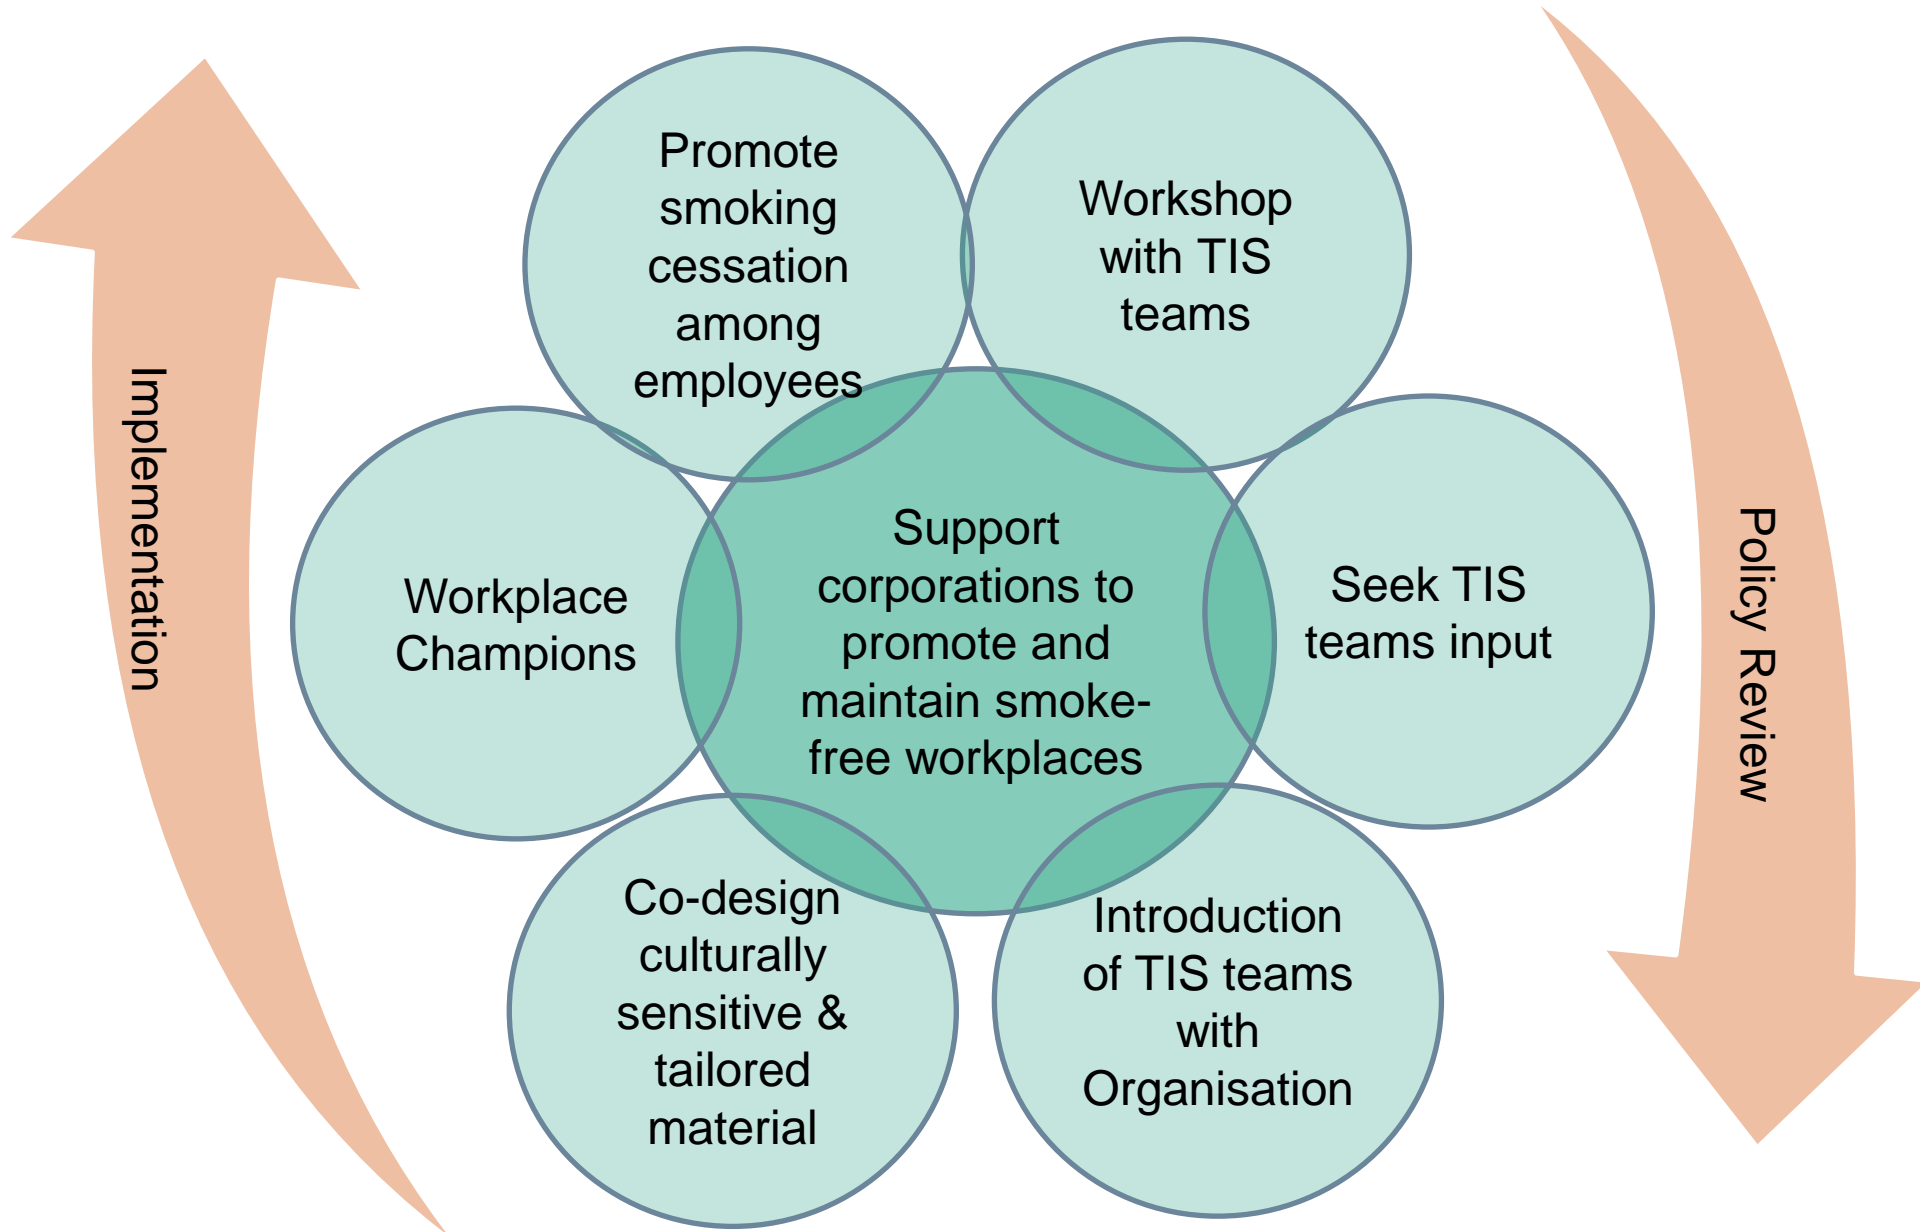 Promote
smoking
cessation
among
employees
Workshop
with TIS
teams
Seek TIS
teams input
Introduction
of TIS teams
with
Organisation
Co-design
culturally
sensitive &
tailored
material
Workplace
Champions
Support
corporations to
promote and
maintain smoke-
free workplaces
Implementation
Policy Review